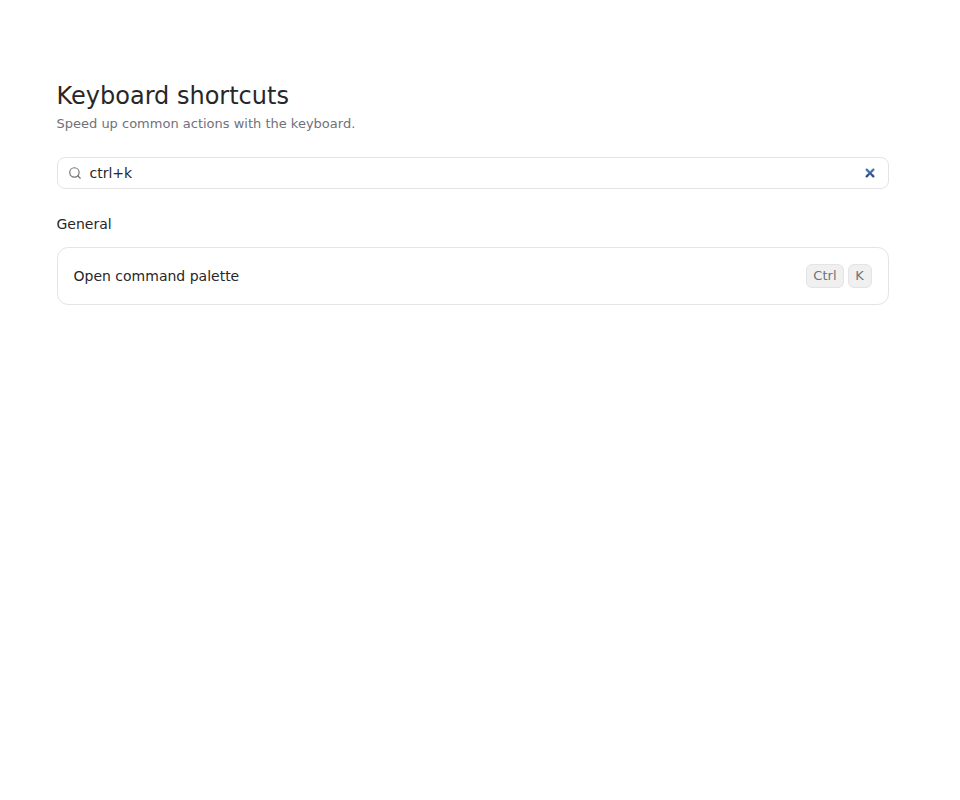 Keyboard shortcuts
Speed up common actions with the keyboard.
ctrl+k
General
Open command palette Ctrl K